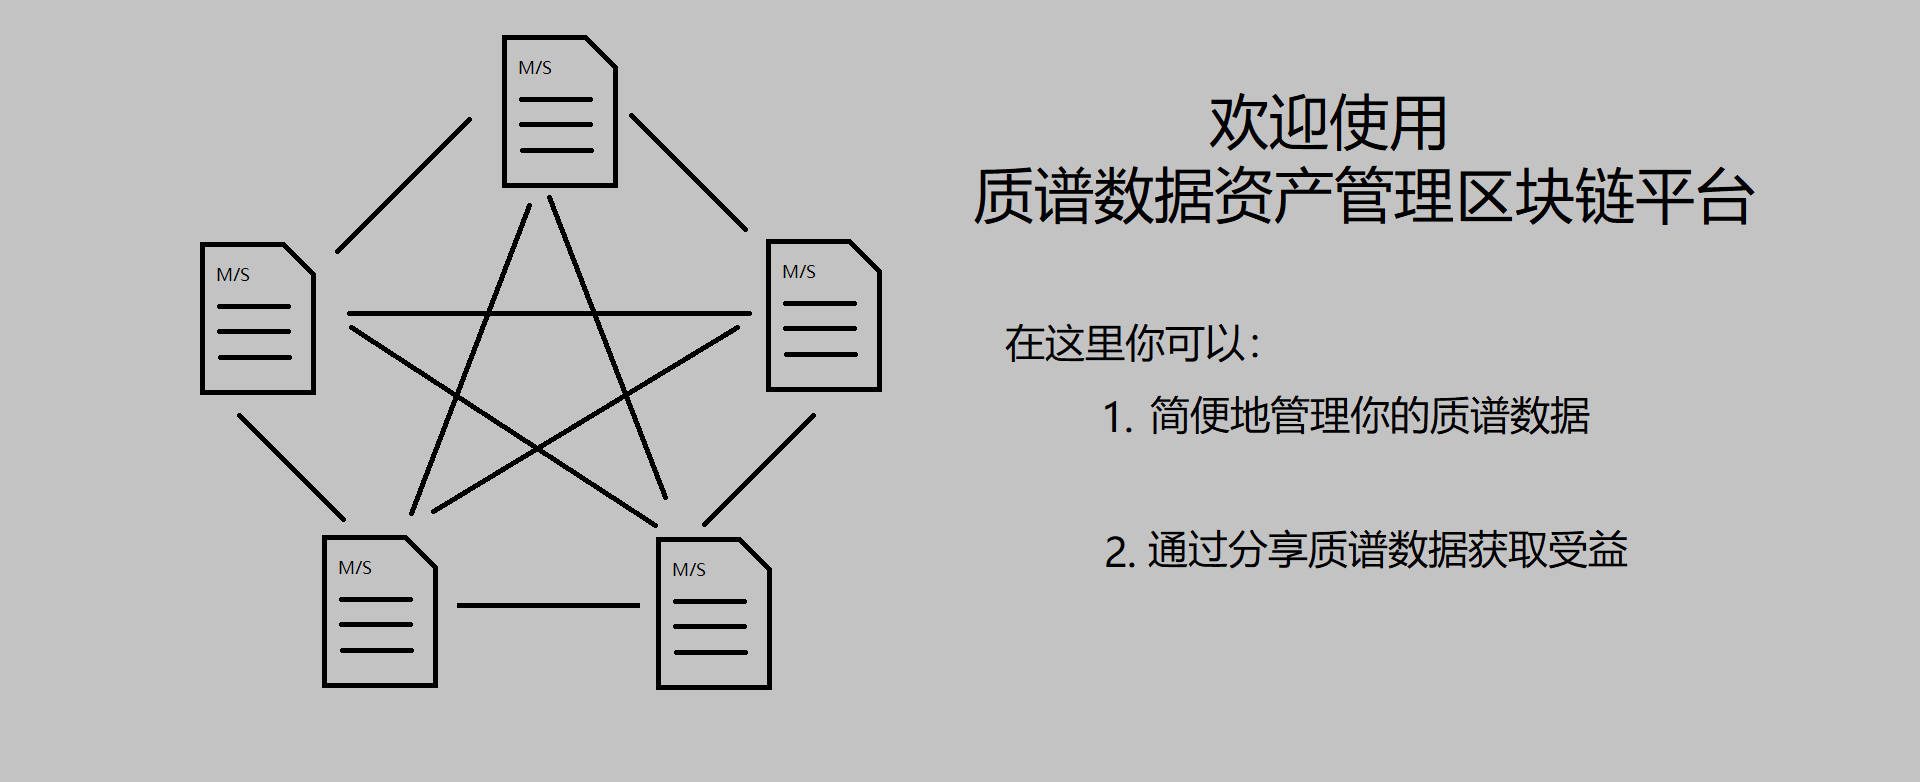 M/S
M/S
M/S
M/S
M/S
欢迎使用
质谱数据资产管理区块链平台
在这里你可以：
1. 简便地管理你的质谱数据
2. 通过分享质谱数据获取受益